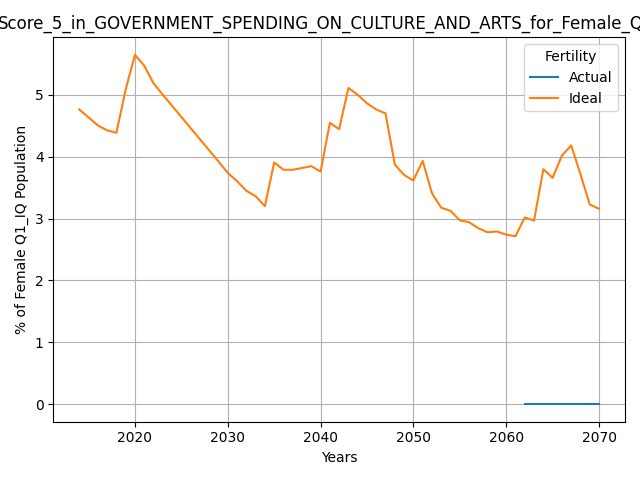 Score_5_in_GOVERNMENT_SPENDING_ON_CULTURE_AND_ARTS_for_Female_Q
Fertility
Actual
Ideal
% of Female Q1_IQ Population
5
4
3
2
1
0
2020 2030 2040 2050 2060 2070
Years